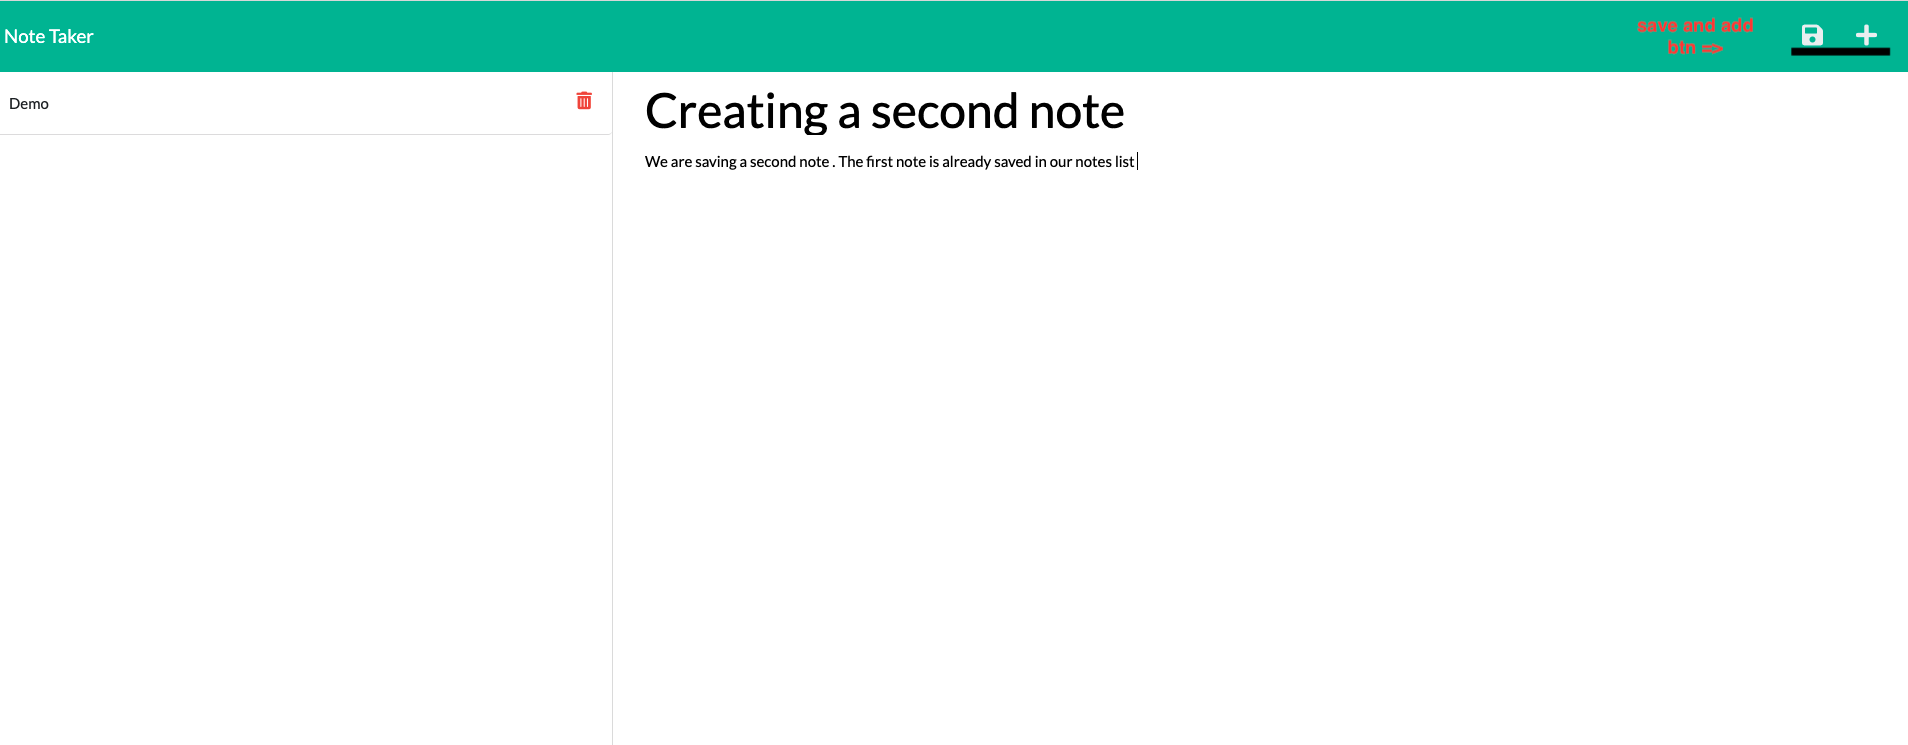 Note Taker
save and add
btn =>
Demo
Creating a second note
We are saving a second note . The first note is already saved in our notes list